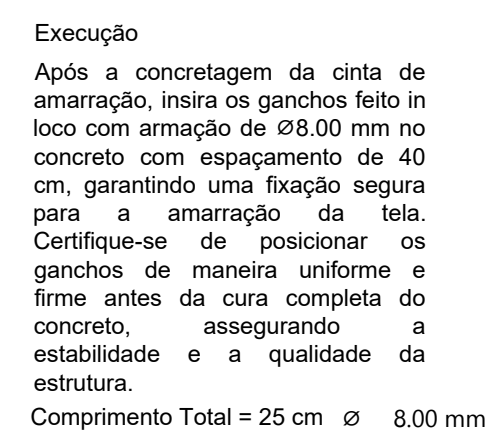 Execução
Após a concretagem da cinta de
amarração, insira os ganchos feito in
loco com armação de Ø8.00 mm no
concreto com espaçamento de 40
cm, garantindo uma fixação segura
para a amarração da tela.
Certifique-se de posicionar os
ganchos de maneira uniforme e
firme antes da cura completa do
concreto, assegurando a
estabilidade e a qualidade da
estrutura.
Comprimento Total = 25 cm Ø 8.00 mm